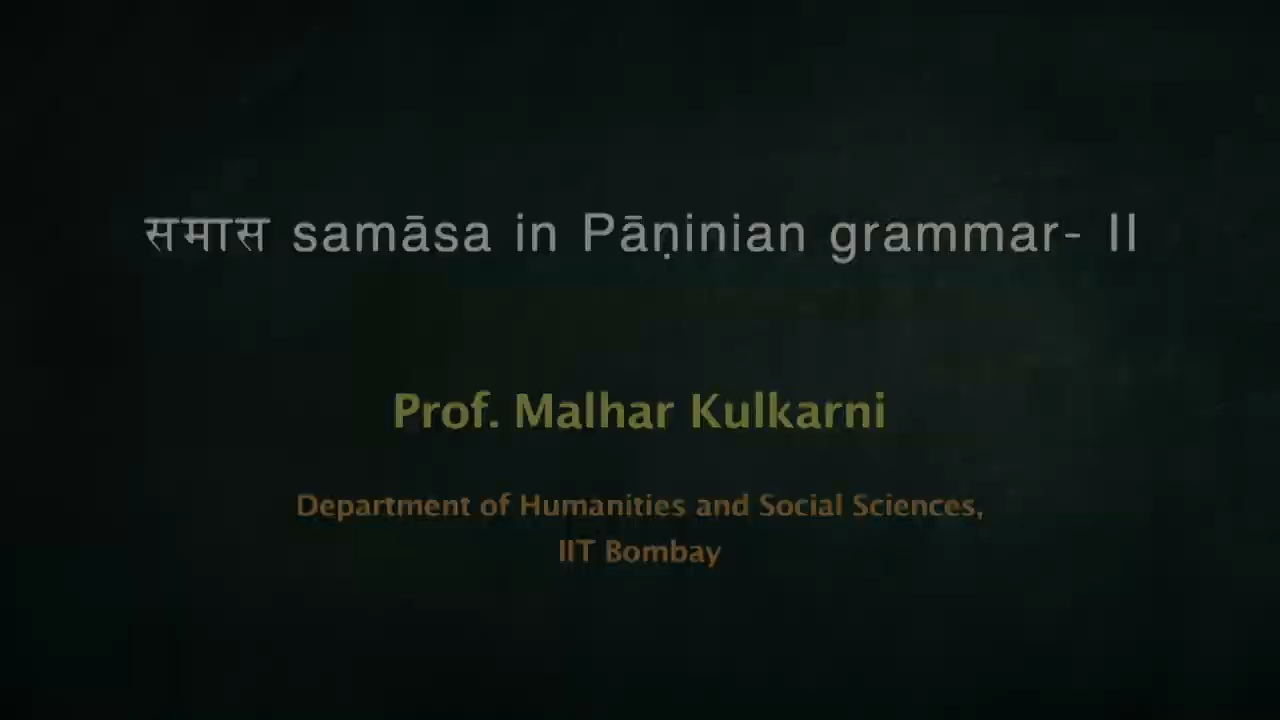 समास samāsa in Pāṇinian grammar- II
Prof. Malhar Kulkarni
Department of Humanities and Social Sciences,
IIT Bombay